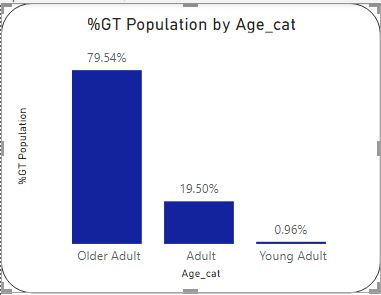 %GT Population by Age_cat
79.54%
19.50%
0.96%
%GT Population
Older Adult Adult Young Adult
Age_cat